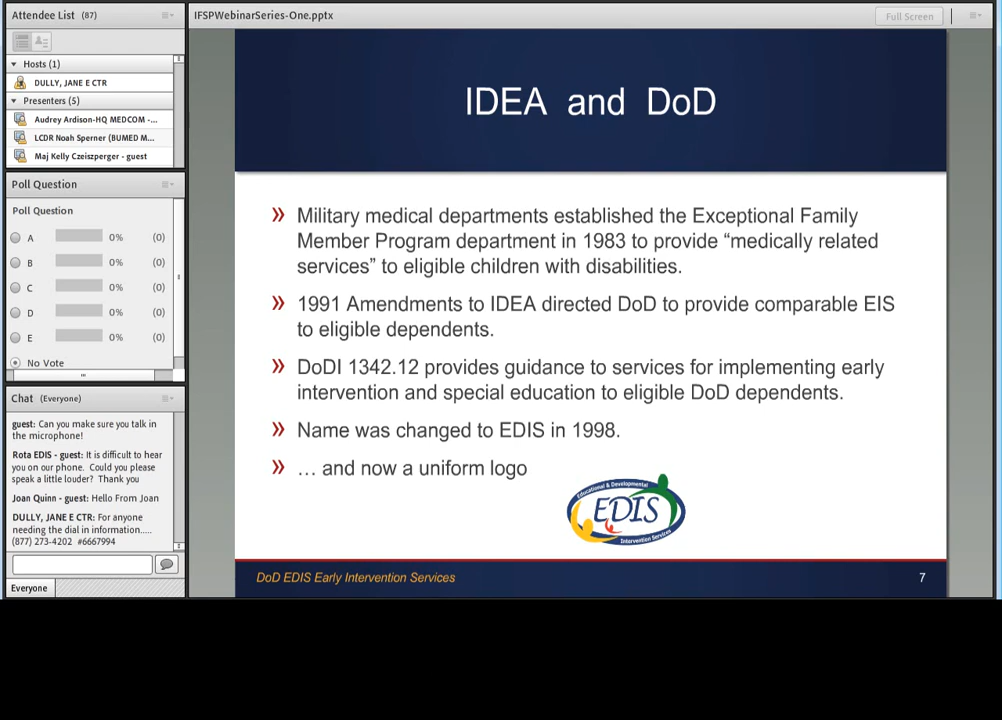 Attendee List (87)
Hosts (1)
DULLY, JANE E CTR
Presenters (5)
Audrey Ardison-HQ MEDCOM -...
LCDR Noah Sperner (BUMED M...
Maj Kelly Czeiszperger - guest
Poll Question
Poll Question
A 0% (0)
B 0% (0)
C 0% (0)
D 0% (0)
E 0% (0)
No Vote
Chat (Everyone)
guest: Can you make sure you talk in
the microphone!
Rota EDIS - guest: It is difficult to hear
you on our phone. Could you please
speak a little louder? Thank you
Joan Quinn - guest: Hello From Joan
DULLY, JANE E CTR: For anyone
needing the dial in information.....
(877) 273-4202 #6667994
Everyone
IFSPWebinarSeries-One.pptx
Full Screen
IDEA and DoD
» Military medical departments established the Exceptional Family
Member Program department in 1983 to provide “medically related
services” to eligible children with disabilities.
» 1991 Amendments to IDEA directed DoD to provide comparable EIS
to eligible dependents.
» DoDI 1342.12 provides guidance to services for implementing early
intervention and special education to eligible DoD dependents.
» Name was changed to EDIS in 1998.
» … and now a uniform logo
Educational & Developmental
EDIS
Intervention Services
DoD EDIS Early Intervention Services
7